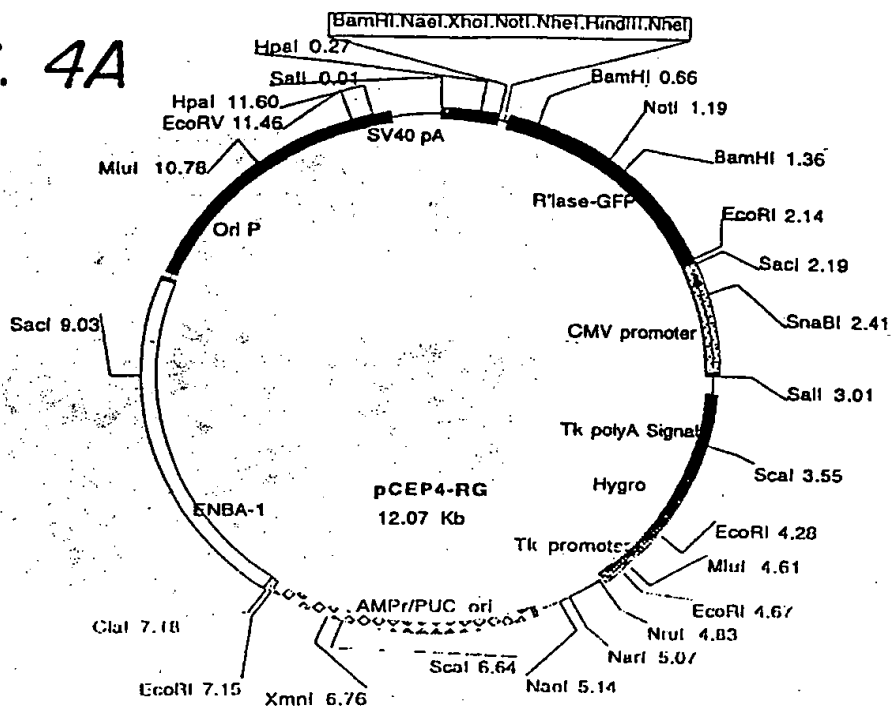 . 4A
BamHI.NaeI.XhoI.NotI.NheI.HindIII.NheI
HpaI 0.27
SalI 0.01
HpaI 11.60
EcoRV 11.46
MluI 10.78
SacI 9.03
BamHI 0.66
NotI 1.19
BamHI 1.36
EcoRI 2.14
SacI 2.19
SnaBI 2.41
SalI 3.01
ScaI 3.55
EcoRI 4.28
MluI 4.61
EcoRI 4.67
NruI 4.83
NarI 5.07
NaeI 5.14
ScaI 6.64
XmnI 6.76
EcoRI 7.15
ClaI 7.18
SV40 pA
R'lase-GFP
CMV promoter
Tk polyA Signal
Hygro
Tk promoter
AMPr/PUC ori
ENBA-1
Ori P
pCEP4-RG
12.07 Kb